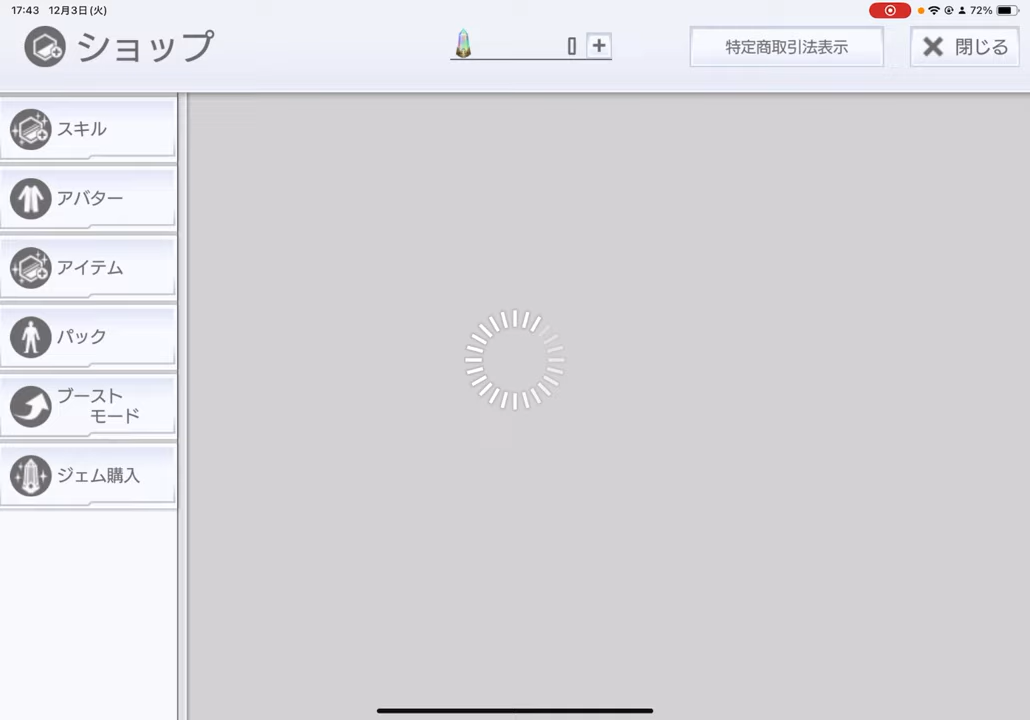 17:43 12月3日(火)
72%
ショップ
0
特定商取引法表示
閉じる
スキル
アバター
アイテム
パック
ブースト
モード
ジェム購入